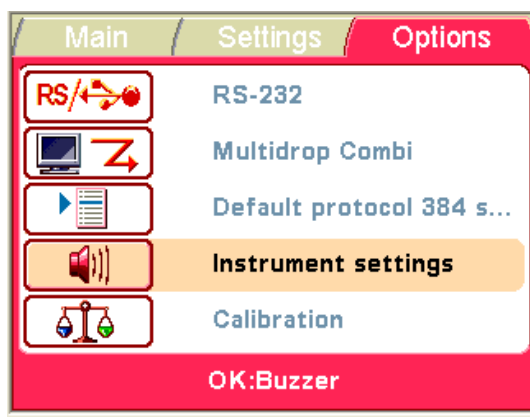 Main Settings Options
RS/ RS-232
Multidrop Combi
Default protocol 384 s...
Instrument settings
Calibration
OK:Buzzer